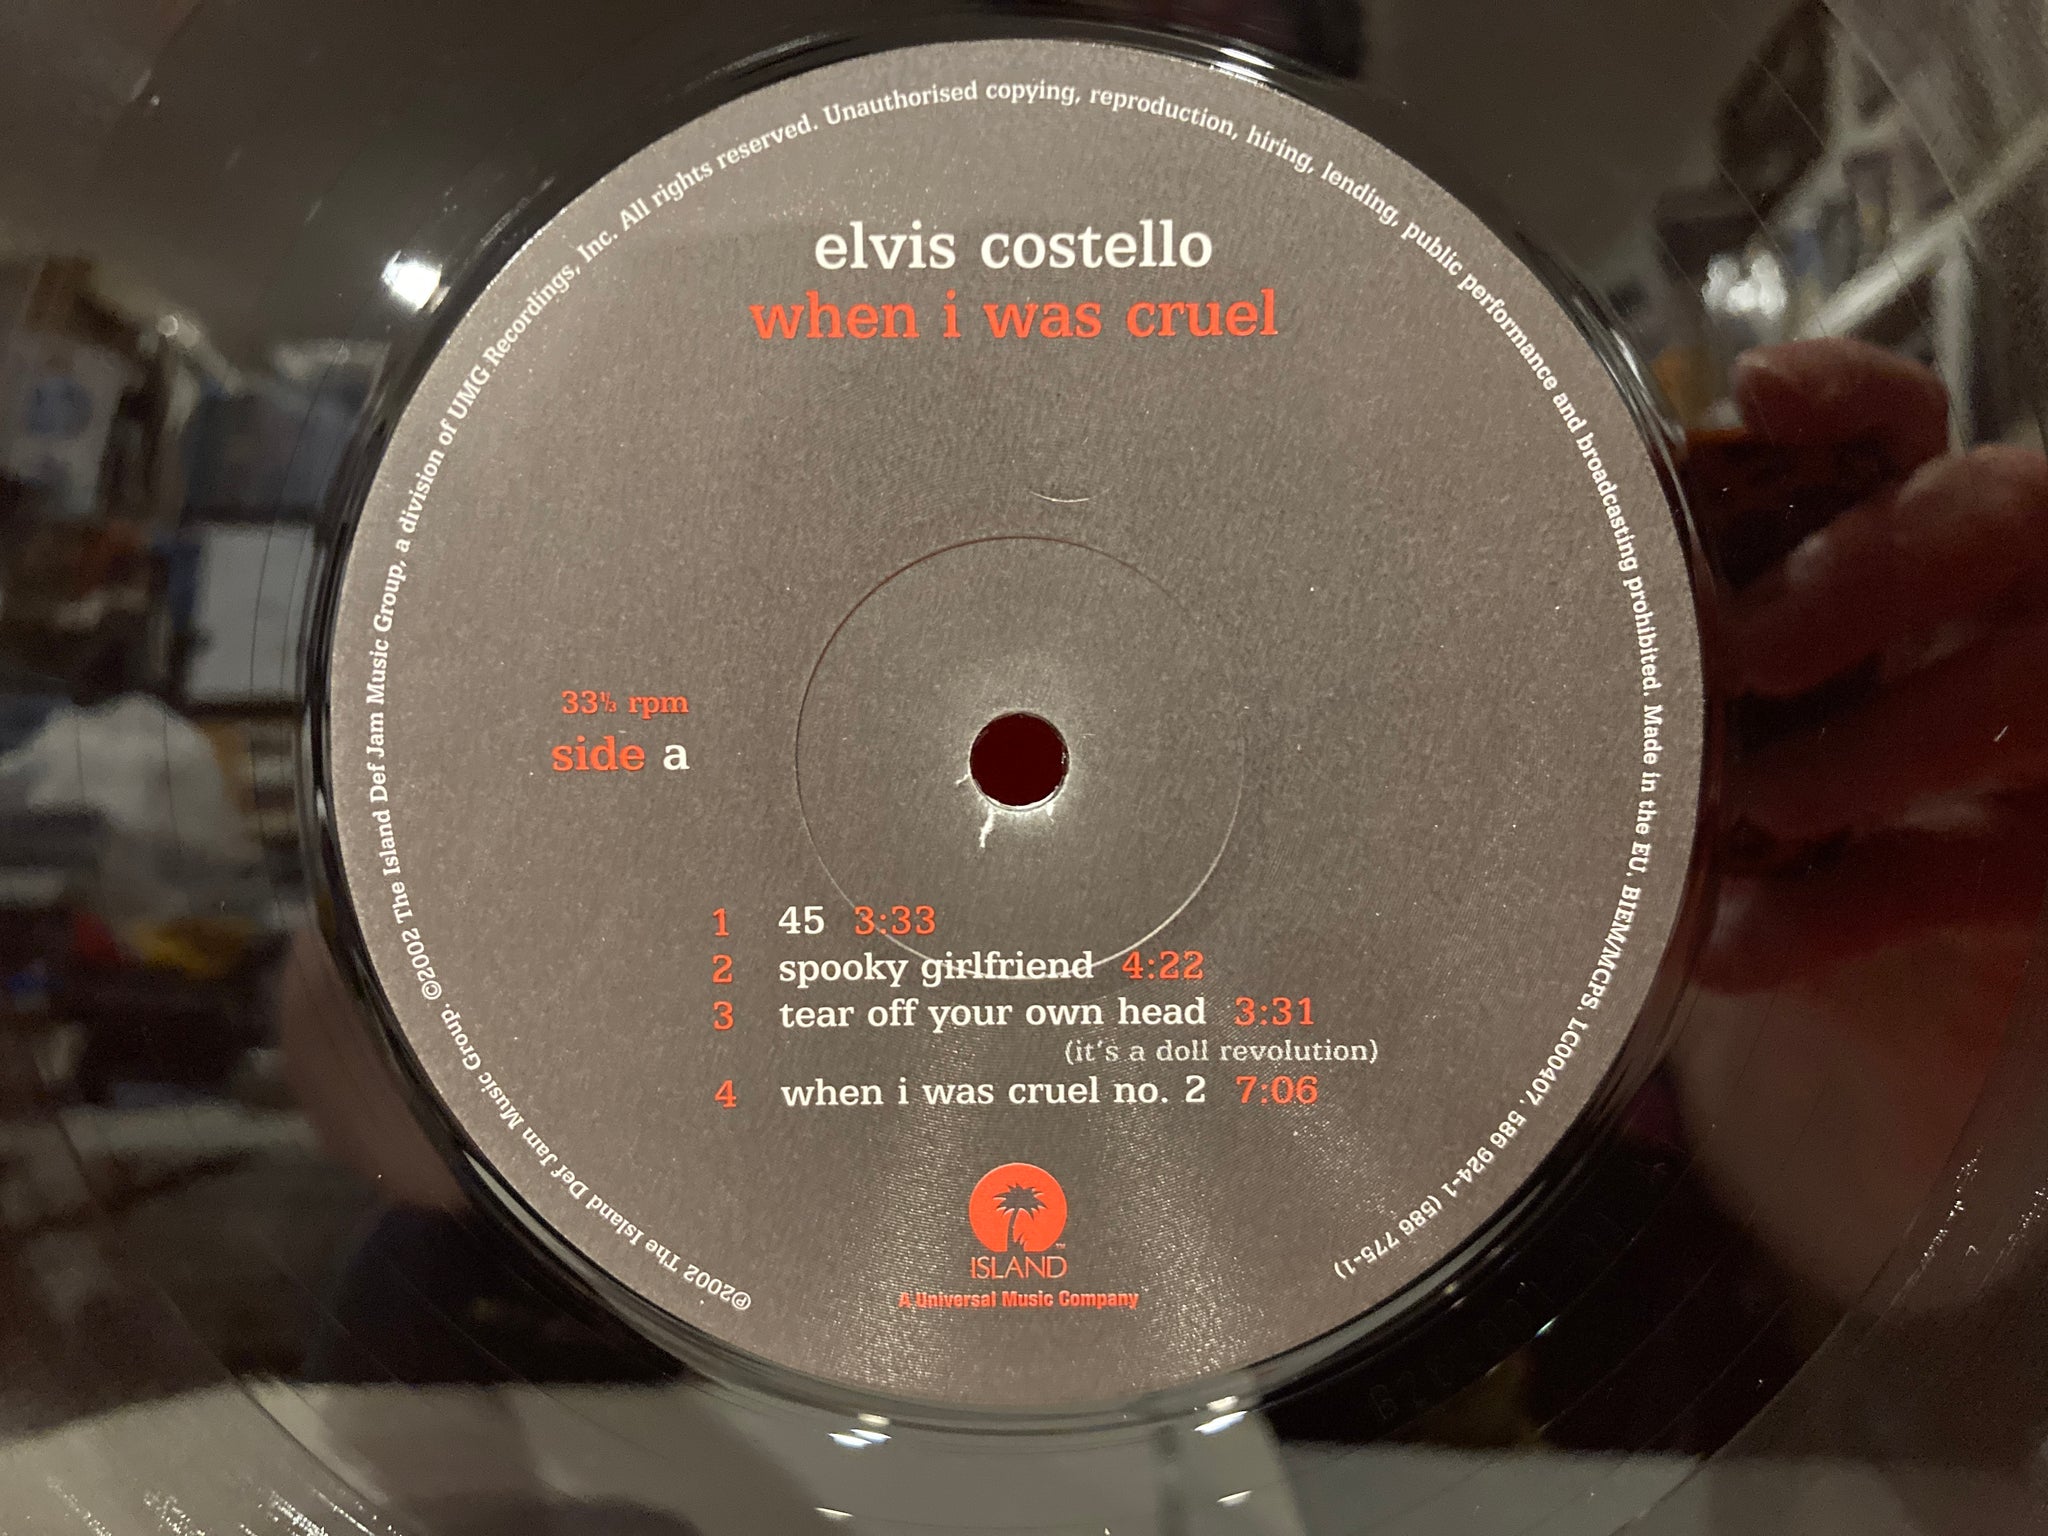 elvis costello
when i was cruel
33⅓ rpm
side a
1 45 3:33
2 spooky girlfriend 4:22
3 tear off your own head 3:31
(it's a doll revolution)
4 when i was cruel no. 2 7:06
ISLAND™
A Universal Music Company
℗2002 The Island Def Jam Music Group. ©2002 The Island Def Jam Music Group, a division of UMG Recordings, Inc. All rights reserved. Unauthorised copying, reproduction, hiring, lending, public performance and broadcasting prohibited. Made in the EU. BIEM/MCPS. LC00407. 586 924-1 (586 775-1)